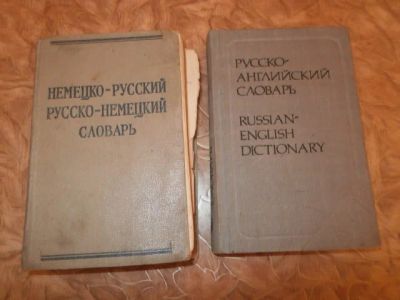 НЕМЕЦКО-РУССКИЙ
РУССКО-НЕМЕЦКИЙ
СЛОВАРЬ
РУССКО-
АНГЛИЙСКИЙ
СЛОВАРЬ
RUSSIAN-
ENGLISH
DICTIONARY